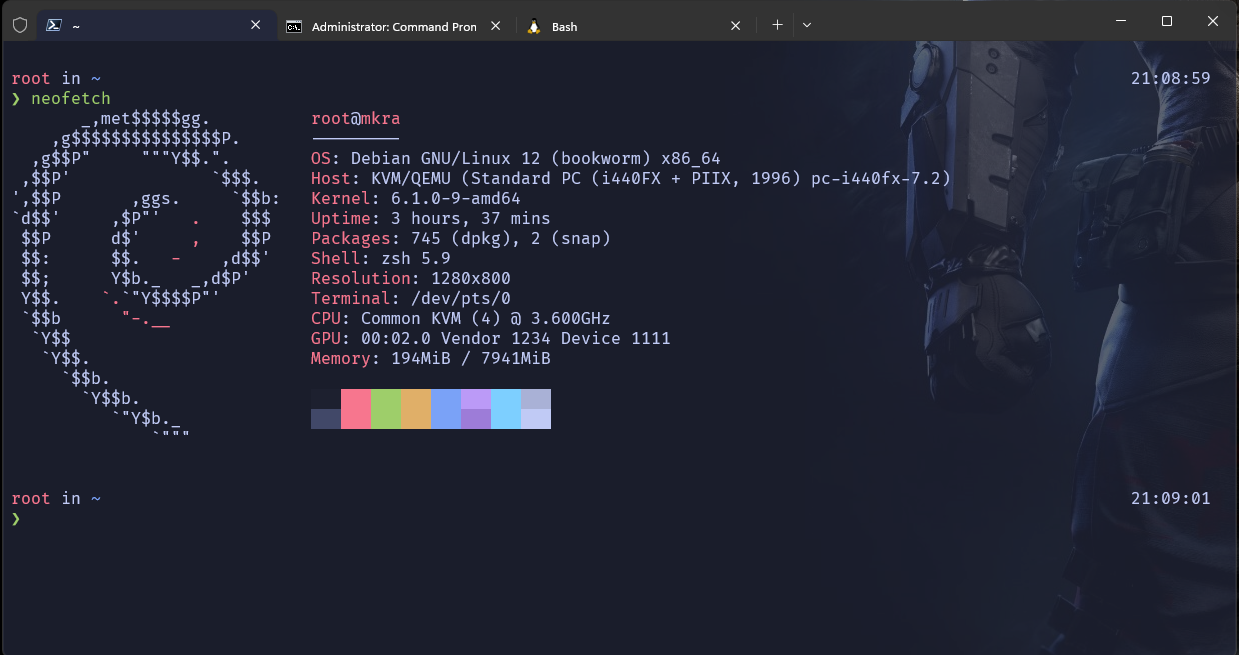 ~ Administrator: Command Pron Bash
root in ~ 21:08:59
❯ neofetch
       _,met$$$$$gg.           root@mkra
    ,g$$$$$$$$$$$$$$$P.        ---------
  ,g$$P"     """Y$$.".         OS: Debian GNU/Linux 12 (bookworm) x86_64
 ,$$P'              `$$$.      Host: KVM/QEMU (Standard PC (i440FX + PIIX, 1996) pc-i440fx-7.2)
',$$P       ,ggs.     `$$b:    Kernel: 6.1.0-9-amd64
`d$$'     ,$P"'   .    $$$     Uptime: 3 hours, 37 mins
 $$P      d$'     ,    $$P     Packages: 745 (dpkg), 2 (snap)
 $$:      $$.   -    ,d$$'     Shell: zsh 5.9
 $$;      Y$b._   _,d$P'       Resolution: 1280x800
 Y$$.    `.`"Y$$$$P"'          Terminal: /dev/pts/0
 `$$b      "-.__               CPU: Common KVM (4) @ 3.600GHz
  `Y$$                         GPU: 00:02.0 Vendor 1234 Device 1111
   `Y$$.                       Memory: 194MiB / 7941MiB
     `$$b.
       `Y$$b.
          `"Y$b._
              `"""
root in ~ 21:09:01
❯